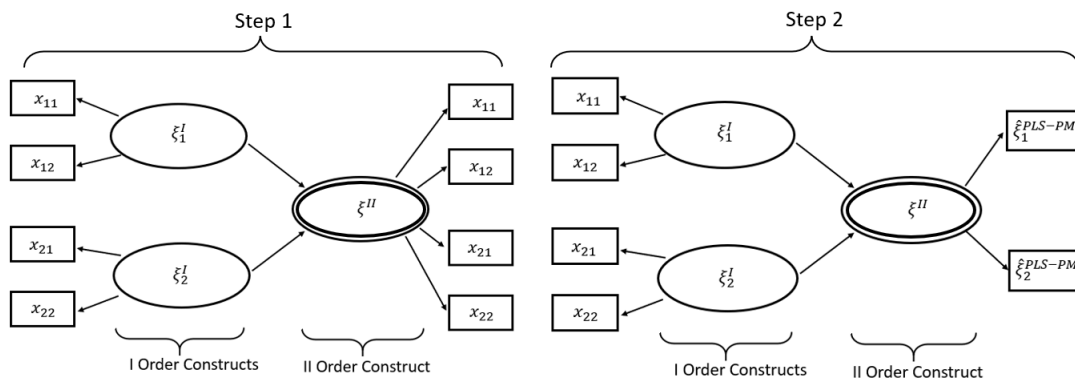 Step 1
x₁₁
x₁₂
x₂₁
x₂₂
ξ₁ᴵ
ξ₂ᴵ
ξᴵᴵ
x₁₁
x₁₂
x₂₁
x₂₂
I Order Constructs
II Order Construct
Step 2
x₁₁
x₁₂
x₂₁
x₂₂
ξ₁ᴵ
ξ₂ᴵ
ξᴵᴵ
ξ̂₁ᴾᴸˢ⁻ᴾᴹ
ξ̂₂ᴾᴸˢ⁻ᴾᴹ
I Order Constructs
II Order Construct